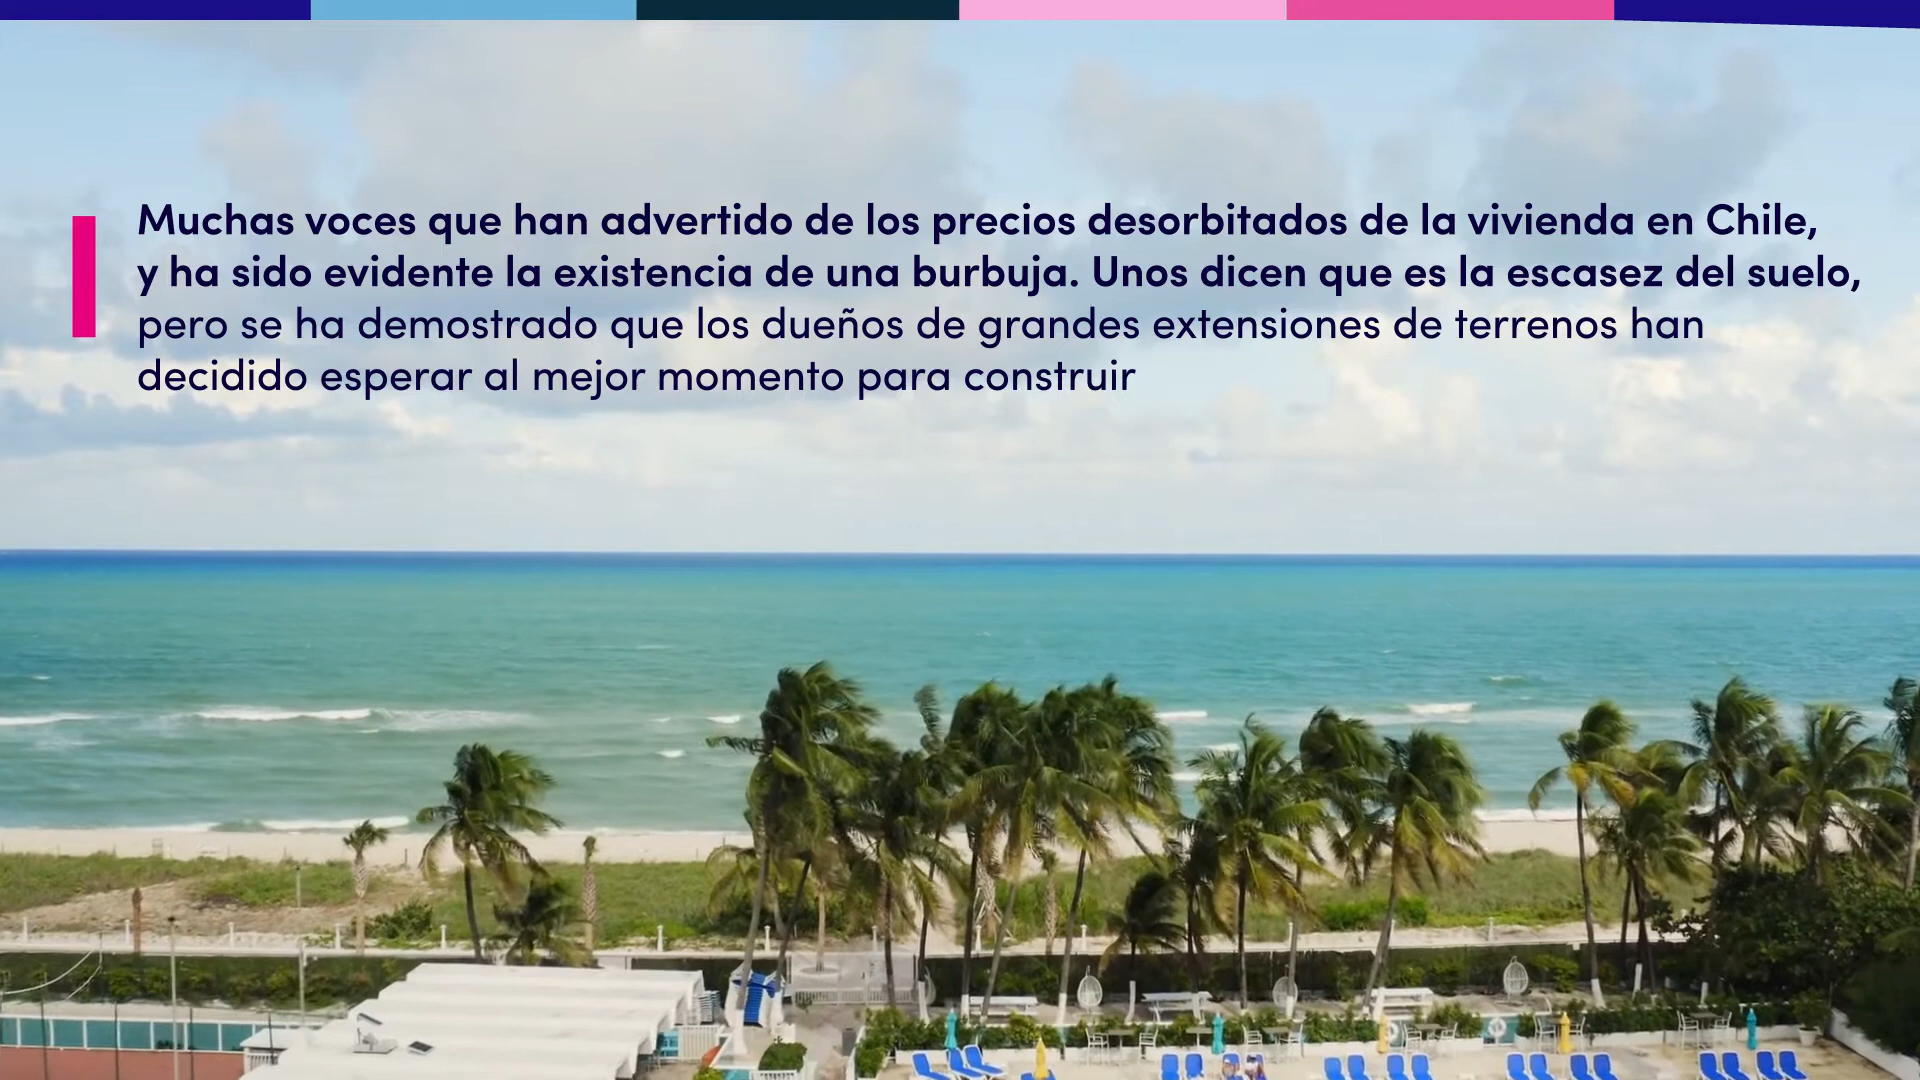 Muchas voces que han advertido de los precios desorbitados de la vivienda en Chile,
y ha sido evidente la existencia de una burbuja. Unos dicen que es la escasez del suelo,
pero se ha demostrado que los dueños de grandes extensiones de terrenos han
decidido esperar al mejor momento para construir